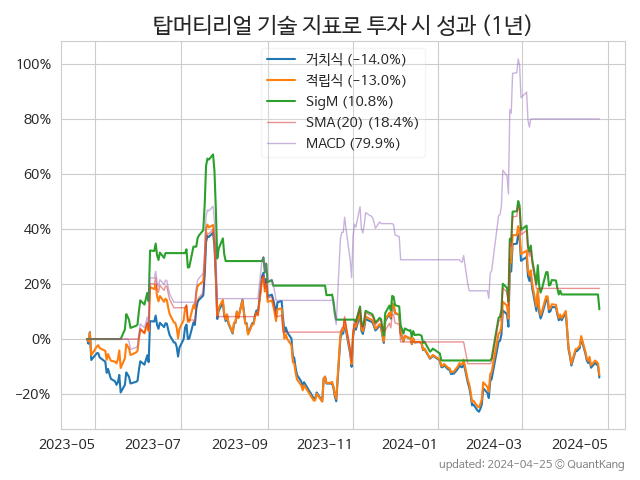 탑머티리얼 기술 지표로 투자 시 성과 (1년)
거치식 (−14.0%)
적립식 (−13.0%)
SigM (10.8%)
SMA(20) (18.4%)
MACD (79.9%)
100%
80%
60%
40%
20%
0%
−20%
2023-05 2023-07 2023-09 2023-11 2024-01 2024-03 2024-05
updated: 2024-04-25 © QuantKang